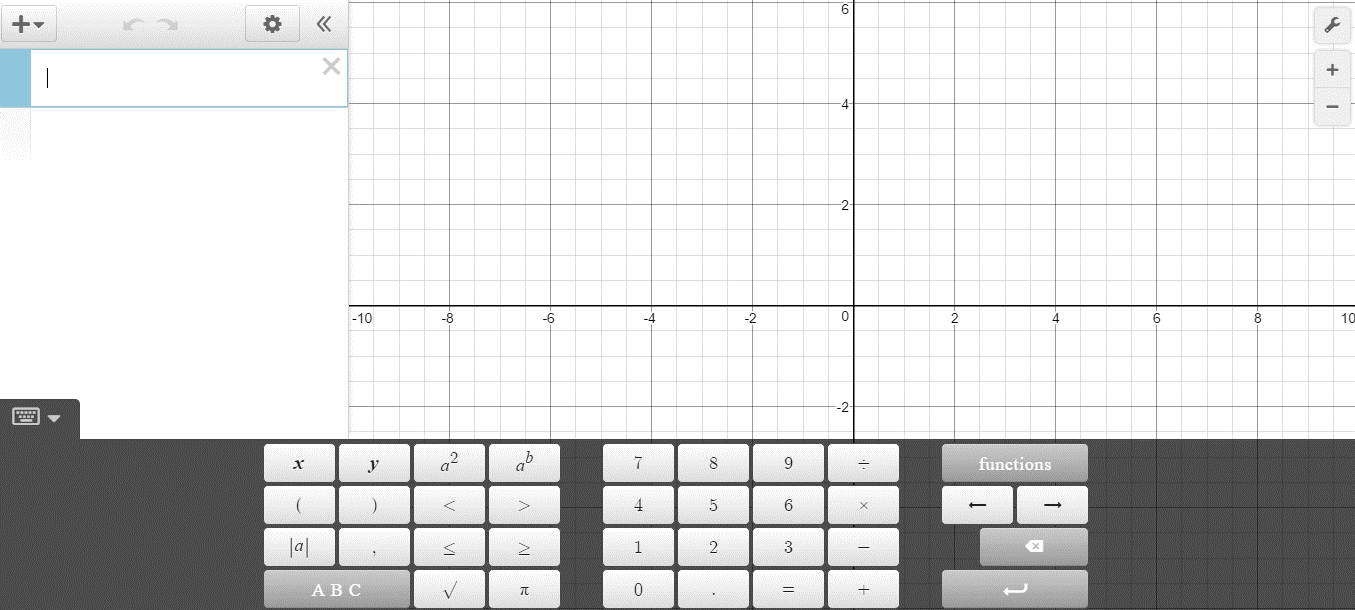 6
4
2
-10 -8 -6 -4 -2 0 2 4 6 8 10
-2
x y a² aᵇ 7 8 9 ÷ functions
( ) < > 4 5 6 × ← →
|a| , ≤ ≥ 1 2 3 −
A B C √ π 0 . = +